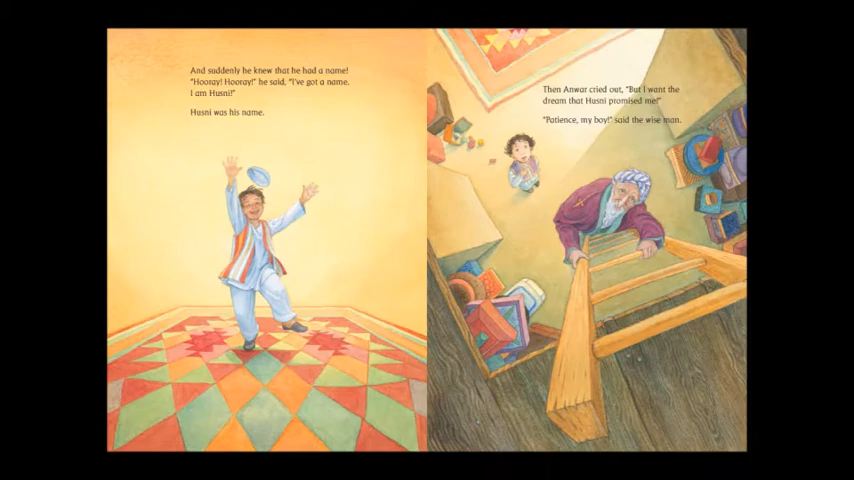 And suddenly he knew that he had a name!
"Hooray! Hooray!" he said, "I've got a name.
I am Husni!"
Husni was his name.
Then Anwar cried out, "But I want the
dream that Husni promised me!"
"Patience, my boy!" said the wise man.